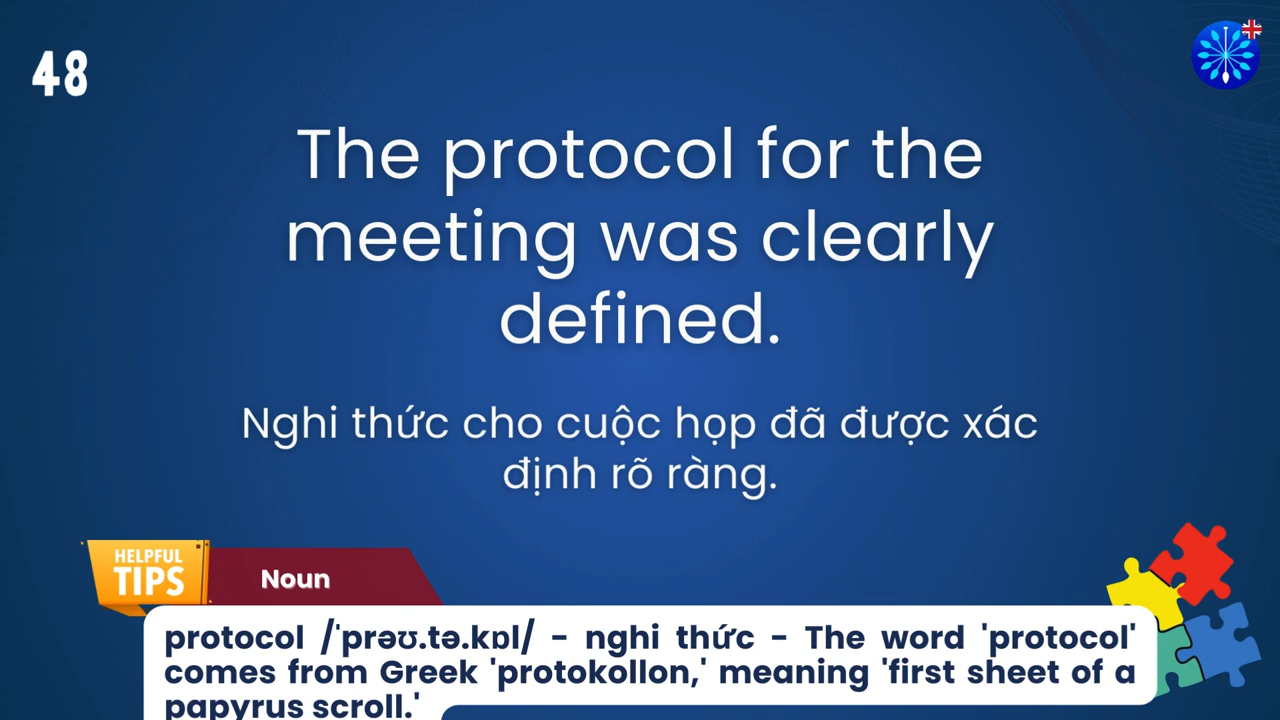 48
The protocol for the
meeting was clearly
defined.
Nghi thức cho cuộc họp đã được xác
định rõ ràng.
HELPFUL
TIPS
Noun
protocol /ˈprəʊ.tə.kɒl/ - nghi thức - The word 'protocol'
comes from Greek 'protokollon,' meaning 'first sheet of a
papyrus scroll.'